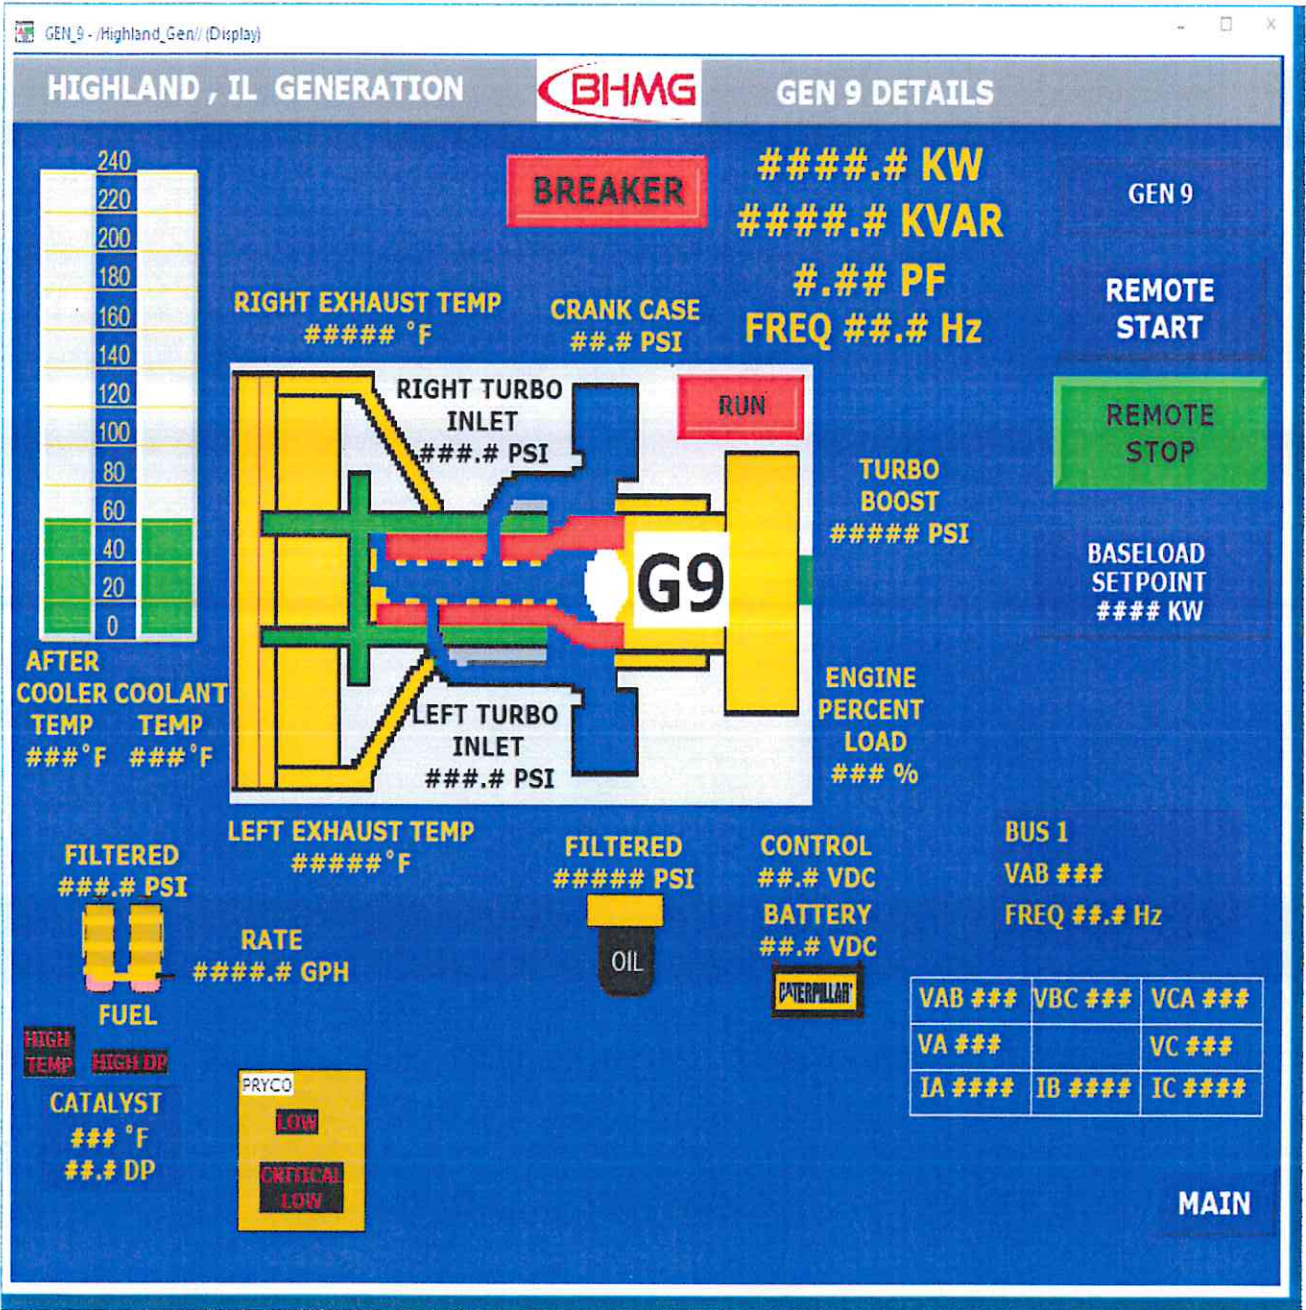 GEN_9 - /Highland_Gen// (Display)
HIGHLAND , IL GENERATION
BHMG
GEN 9 DETAILS
240
220
200
180
160
140
120
100
80
60
40
20
0
AFTER
COOLER
TEMP
###°F
COOLANT
TEMP
###°F
BREAKER
####.# KW
####.# KVAR
#.## PF
FREQ ##.# Hz
GEN 9
REMOTE
START
REMOTE
STOP
BASELOAD
SETPOINT
#### KW
RIGHT EXHAUST TEMP
##### °F
CRANK CASE
##.# PSI
RIGHT TURBO
INLET
###.# PSI
RUN
G9
LEFT TURBO
INLET
###.# PSI
TURBO
BOOST
##### PSI
ENGINE
PERCENT
LOAD
### %
LEFT EXHAUST TEMP
#####°F
FILTERED
###.# PSI
RATE
####.# GPH
FUEL
FILTERED
##### PSI
OIL
CONTROL
##.# VDC
BATTERY
##.# VDC
CATERPILLAR
BUS 1
VAB ###
FREQ ##.# Hz
VAB ### VBC ### VCA ###
VA ### VC ###
IA #### IB #### IC ####
HIGH
TEMP
HIGH DP
CATALYST
### °F
##.# DP
PRYCO
LOW
CRITICAL
LOW
MAIN